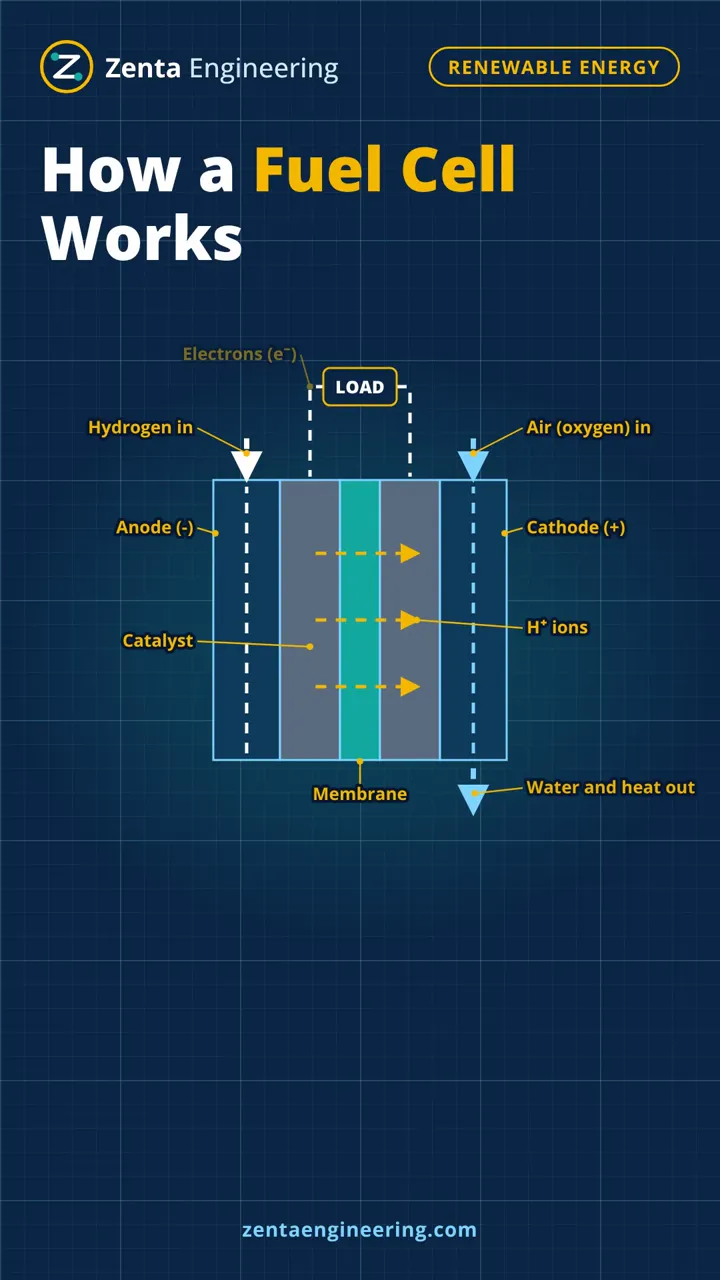 Zenta Engineering
RENEWABLE ENERGY
How a Fuel Cell
Works
Electrons (e⁻)
LOAD
Hydrogen in
Air (oxygen) in
Anode (-)
Cathode (+)
H⁺ ions
Catalyst
Water and heat out
Membrane
zentaengineering.com